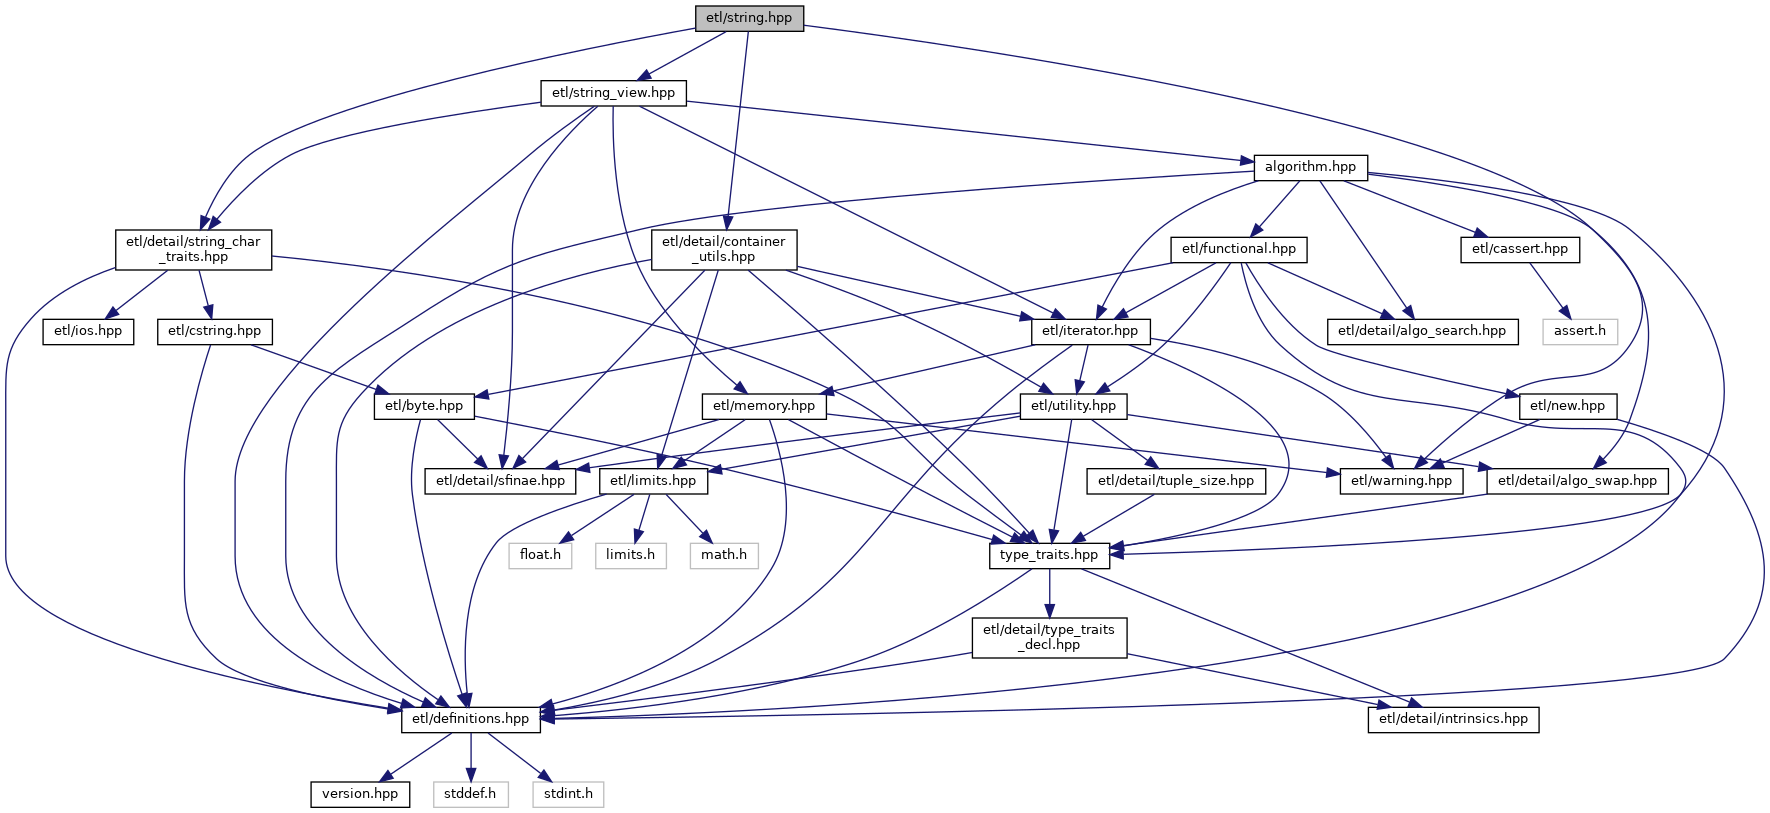 etl/string.hpp
etl/string_view.hpp
algorithm.hpp
etl/detail/string_char
_traits.hpp
etl/detail/container
_utils.hpp
etl/functional.hpp
etl/cassert.hpp
etl/ios.hpp
etl/cstring.hpp
etl/iterator.hpp
etl/detail/algo_search.hpp
assert.h
etl/byte.hpp
etl/memory.hpp
etl/utility.hpp
etl/new.hpp
etl/detail/sfinae.hpp
etl/limits.hpp
etl/detail/tuple_size.hpp
etl/warning.hpp
etl/detail/algo_swap.hpp
float.h
limits.h
math.h
type_traits.hpp
etl/detail/type_traits
_decl.hpp
etl/definitions.hpp
etl/detail/intrinsics.hpp
version.hpp
stddef.h
stdint.h